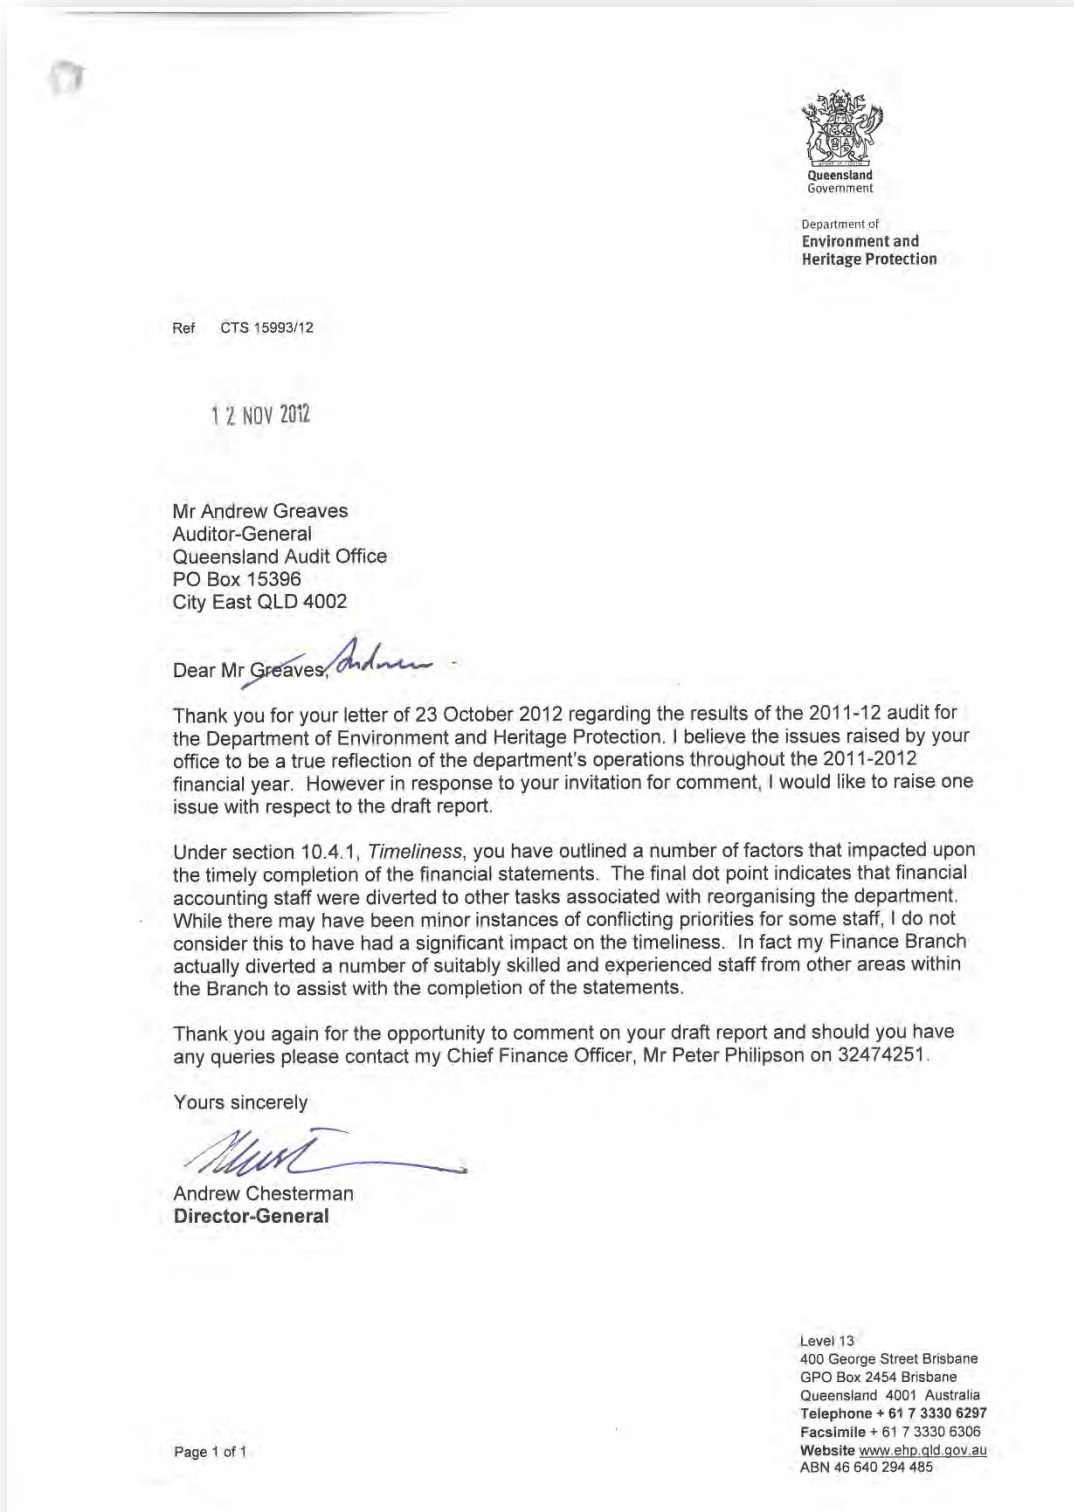 Queensland
Government
Department of
Environment and
Heritage Protection
Ref CTS 15993/12
12 NOV 2012
Mr Andrew Greaves
Auditor-General
Queensland Audit Office
PO Box 15396
City East QLD 4002
Dear Mr Greaves, Andrew
Thank you for your letter of 23 October 2012 regarding the results of the 2011-12 audit for
the Department of Environment and Heritage Protection. I believe the issues raised by your
office to be a true reflection of the department's operations throughout the 2011-2012
financial year. However in response to your invitation for comment, I would like to raise one
issue with respect to the draft report.
Under section 10.4.1, Timeliness, you have outlined a number of factors that impacted upon
the timely completion of the financial statements. The final dot point indicates that financial
accounting staff were diverted to other tasks associated with reorganising the department.
While there may have been minor instances of conflicting priorities for some staff, I do not
consider this to have had a significant impact on the timeliness. In fact my Finance Branch
actually diverted a number of suitably skilled and experienced staff from other areas within
the Branch to assist with the completion of the statements.
Thank you again for the opportunity to comment on your draft report and should you have
any queries please contact my Chief Finance Officer, Mr Peter Philipson on 32474251.
Yours sincerely
Andrew Chesterman
Director-General
Level 13
400 George Street Brisbane
GPO Box 2454 Brisbane
Queensland 4001 Australia
Telephone + 61 7 3330 6297
Facsimile + 61 7 3330 6306
Website www.ehp.qld.gov.au
ABN 46 640 294 485
Page 1 of 1